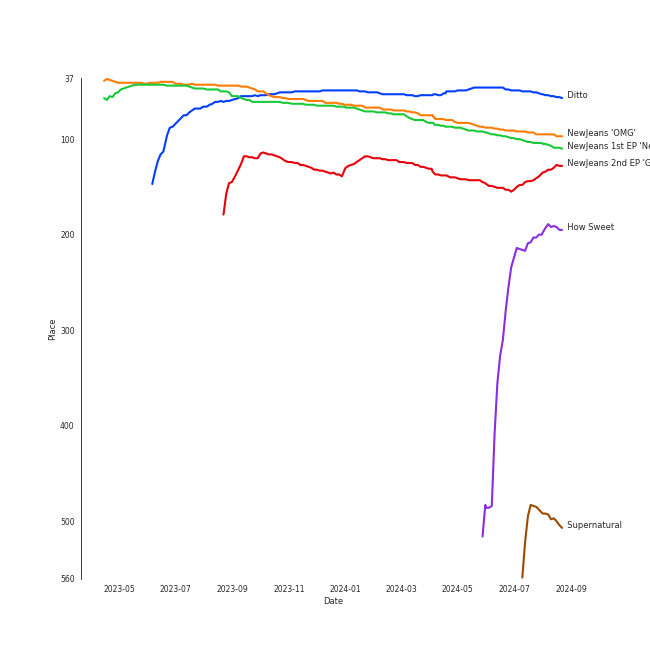 37
100
200
300
400
500
560
Place
2023-05
2023-07
2023-09
2023-11
2024-01
2024-03
2024-05
2024-07
2024-09
Date
Ditto
NewJeans 'OMG'
NewJeans 1st EP 'Ne
NewJeans 2nd EP 'G
How Sweet
Supernatural